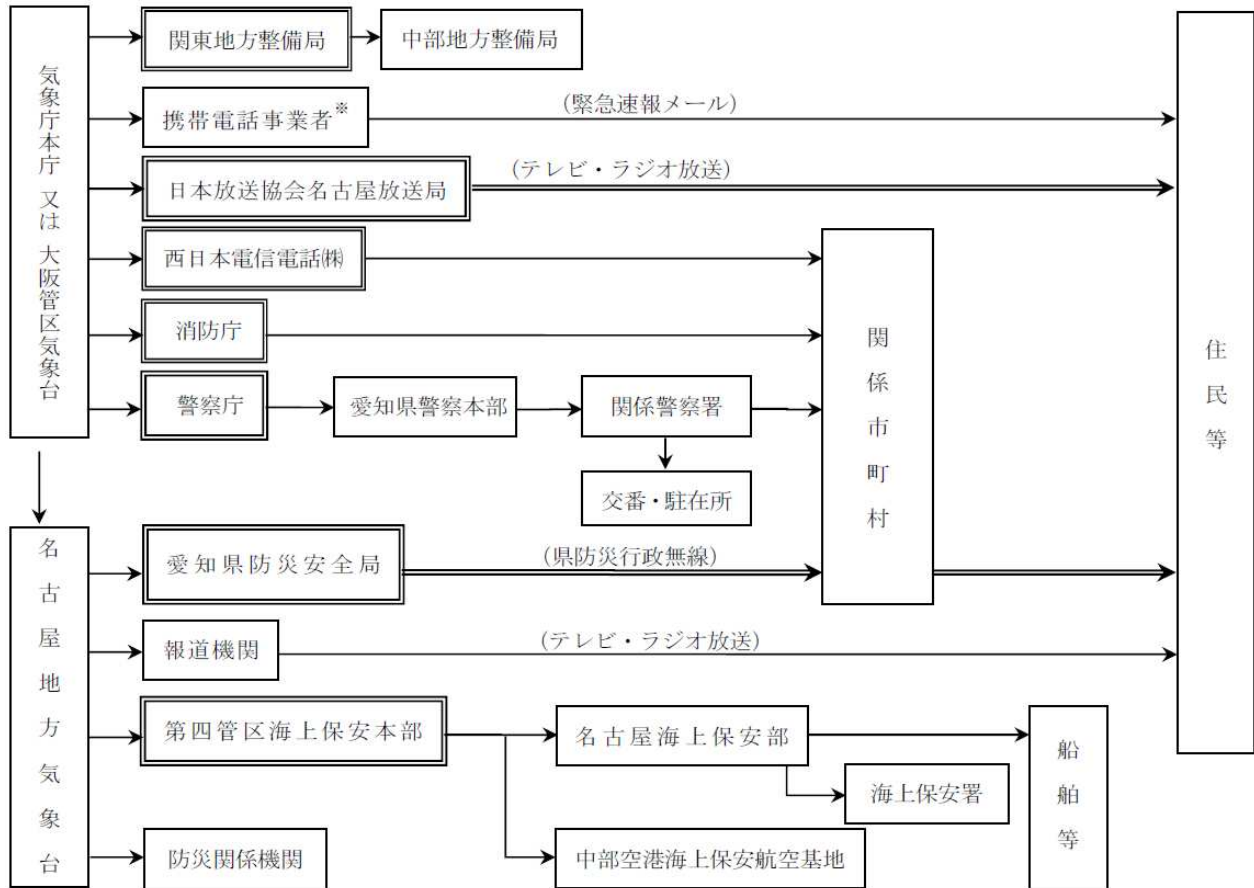 気象庁本庁 又は 大阪管区気象台
関東地方整備局
中部地方整備局
携帯電話事業者※
(緊急速報メール)
日本放送協会名古屋放送局
(テレビ・ラジオ放送)
西日本電信電話㈱
消防庁
警察庁
愛知県警察本部
関係警察署
交番・駐在所
関係市町村
住民等
名古屋地方気象台
愛知県防災安全局
(県防災行政無線)
報道機関
(テレビ・ラジオ放送)
第四管区海上保安本部
名古屋海上保安部
海上保安署
船舶等
防災関係機関
中部空港海上保安航空基地